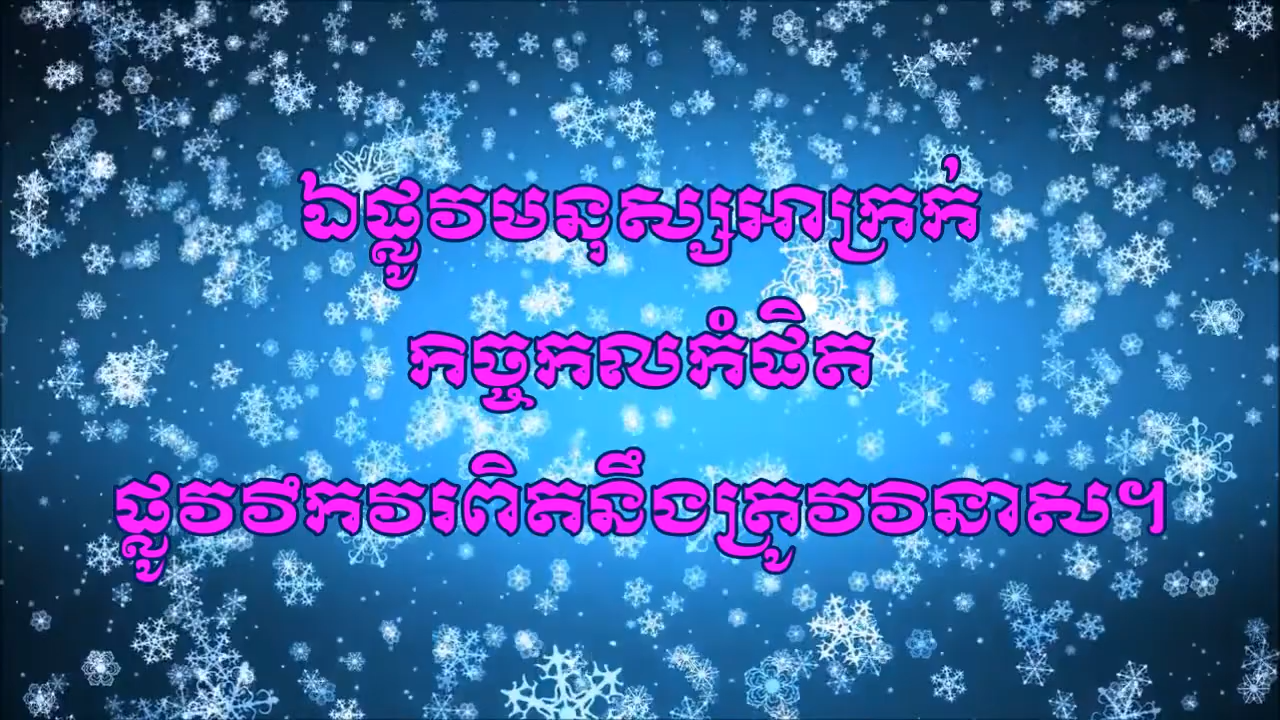 ឯផ្លូវមនុស្សអាក្រក់
កច្ចកលកំផិត
ផ្លូវវឹកវរពិតនឹងត្រូវវិនាស។